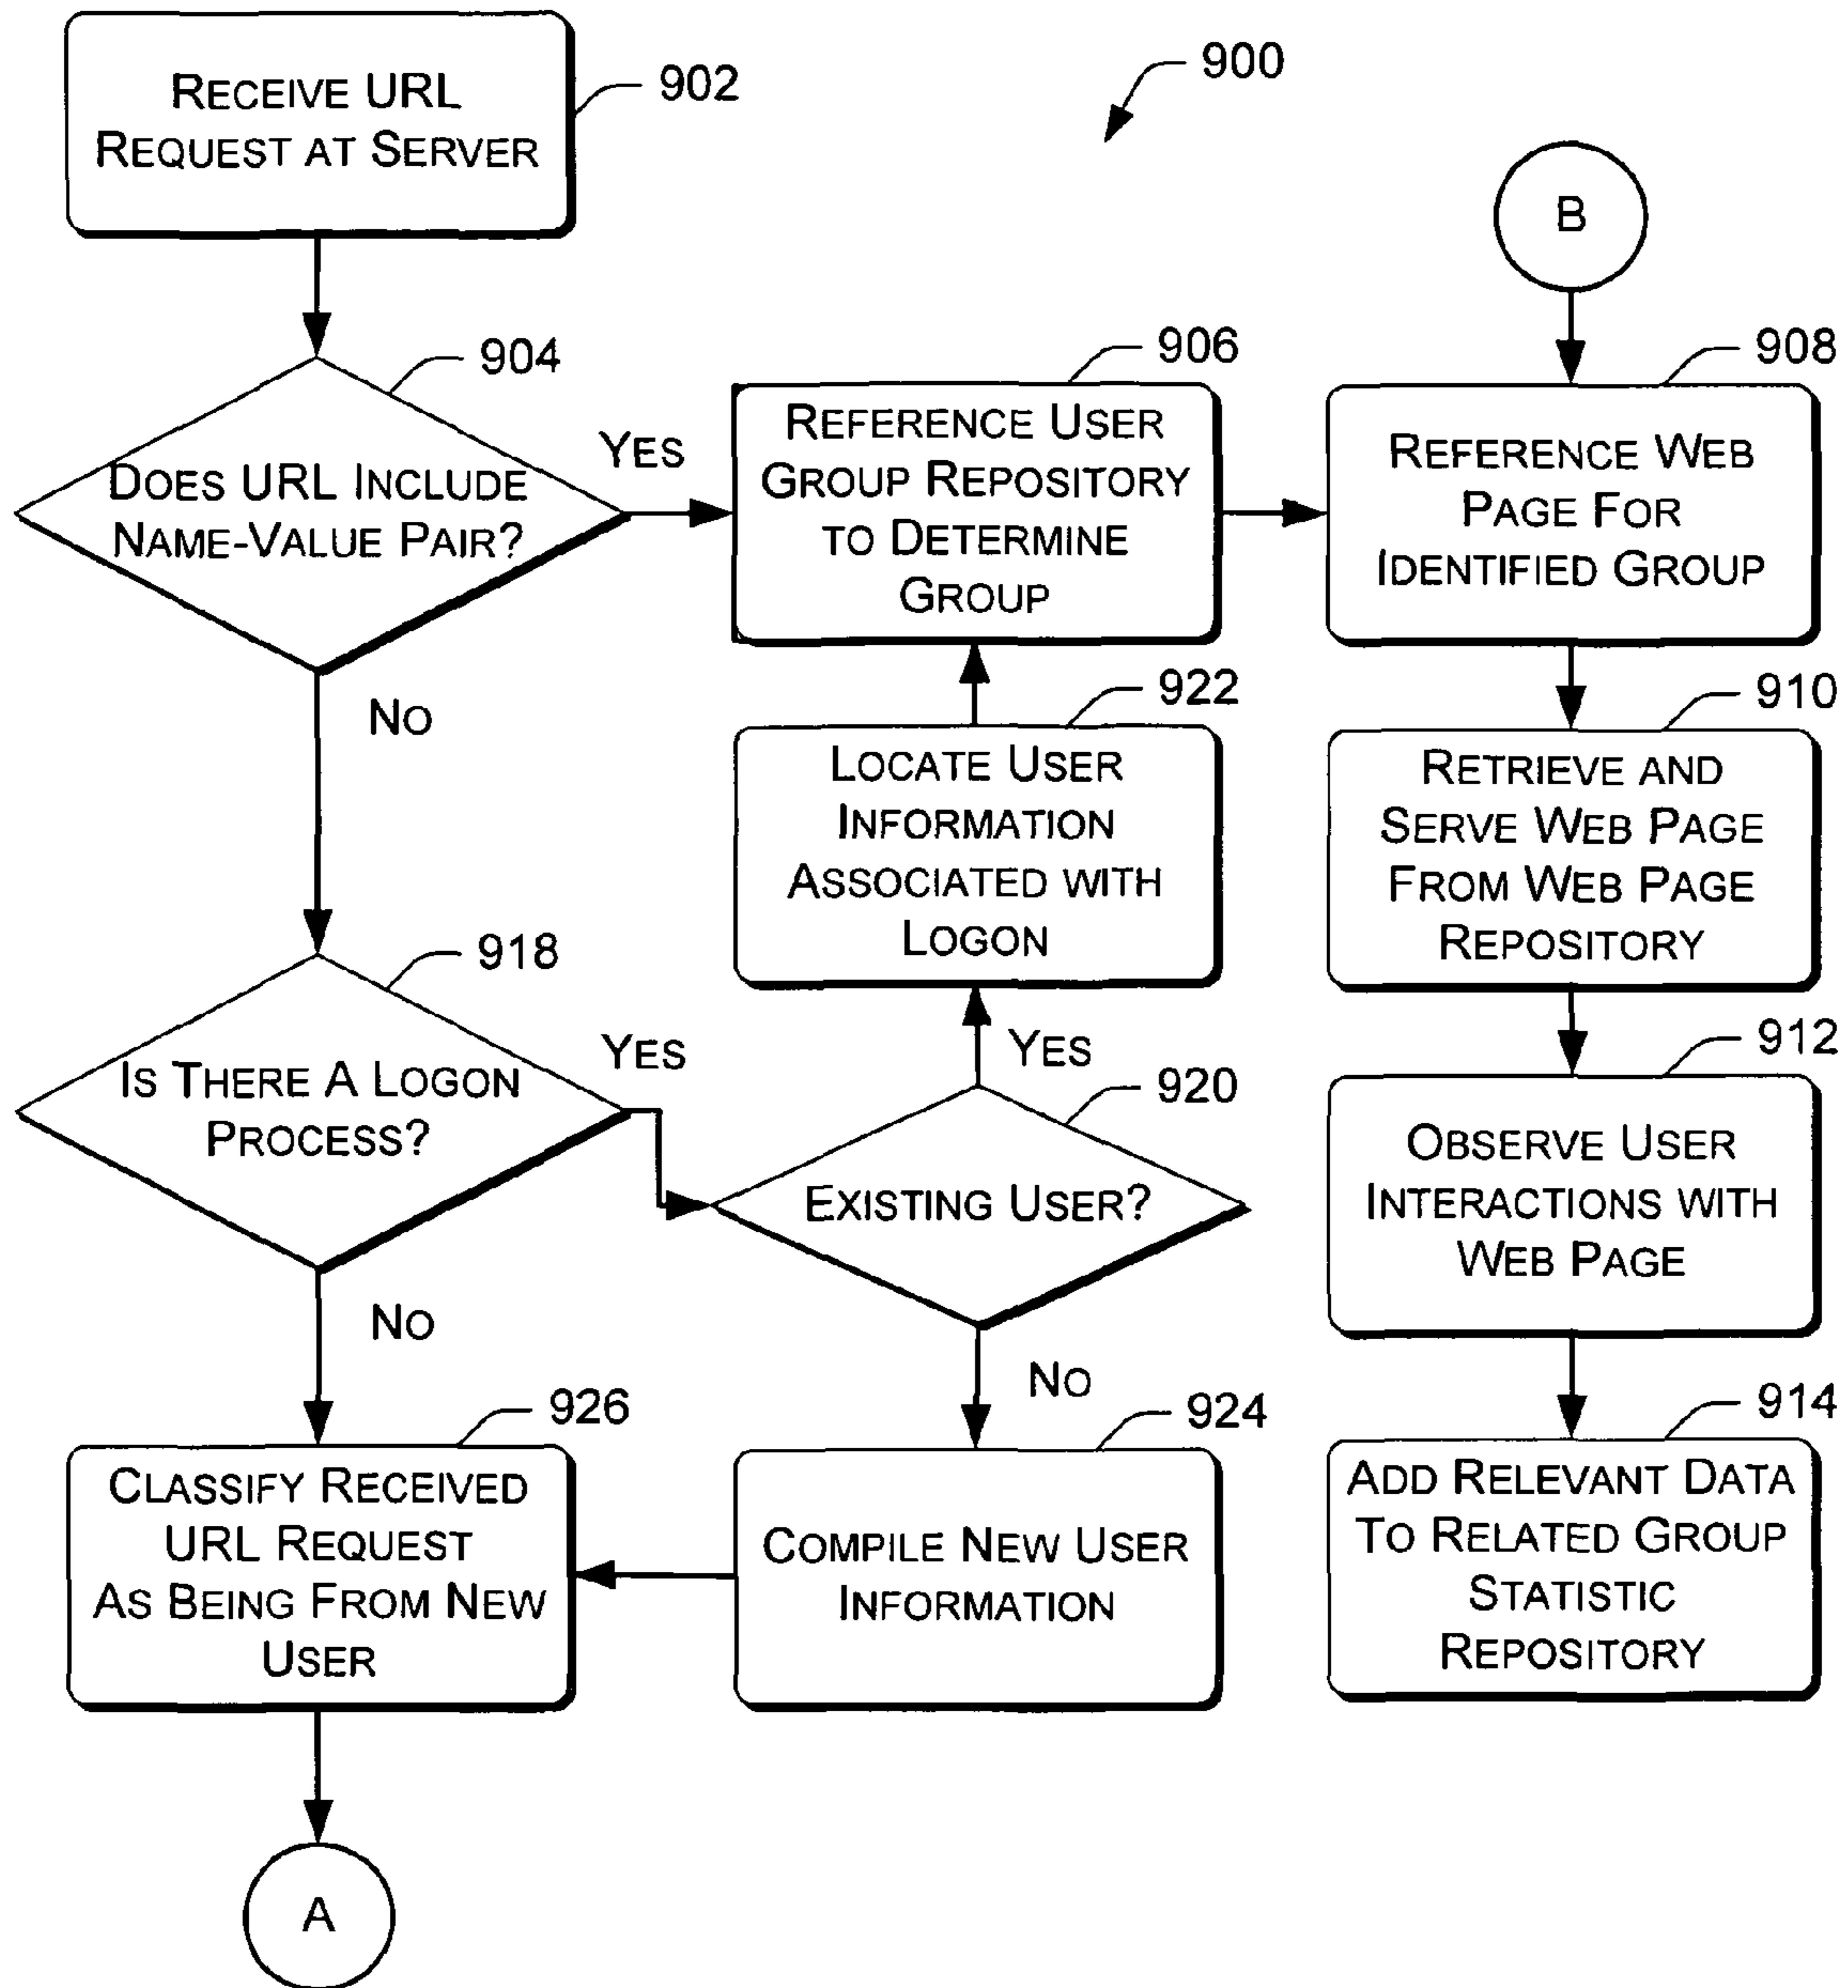 RECEIVE URL
REQUEST AT SERVER
902
900
B
904
DOES URL INCLUDE
NAME-VALUE PAIR?
YES
NO
906
REFERENCE USER
GROUP REPOSITORY
TO DETERMINE
GROUP
908
REFERENCE WEB
PAGE FOR
IDENTIFIED GROUP
922
LOCATE USER
INFORMATION
ASSOCIATED WITH
LOGON
910
RETRIEVE AND
SERVE WEB PAGE
FROM WEB PAGE
REPOSITORY
918
IS THERE A LOGON
PROCESS?
YES
NO
YES
920
EXISTING USER?
NO
912
OBSERVE USER
INTERACTIONS WITH
WEB PAGE
926
CLASSIFY RECEIVED
URL REQUEST
AS BEING FROM NEW
USER
924
COMPILE NEW USER
INFORMATION
914
ADD RELEVANT DATA
TO RELATED GROUP
STATISTIC
REPOSITORY
A